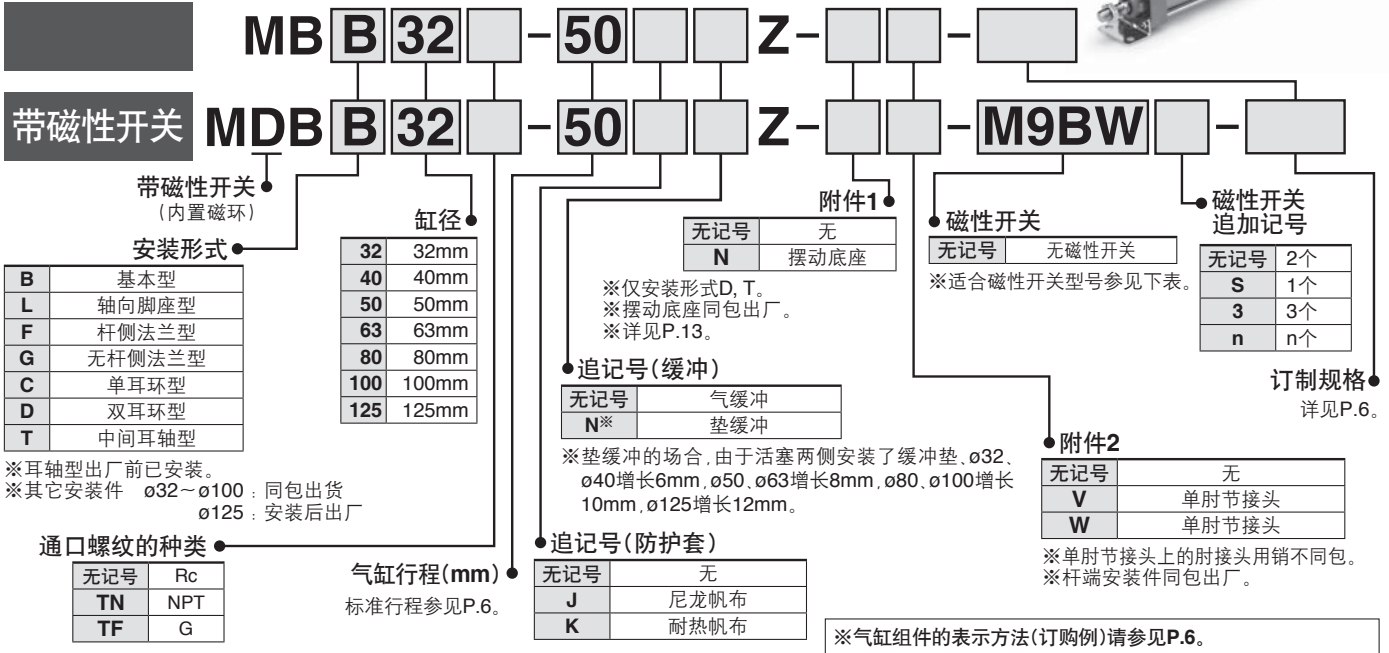 MB B 32 - 50 Z - -
带磁性开关 MDB B 32 - 50 Z - - M9BW -
带磁性开关
(内置磁环)
安装形式
B 基本型
L 轴向脚座型
F 杆侧法兰型
G 无杆侧法兰型
C 单耳环型
D 双耳环型
T 中间耳轴型
※耳轴型出厂前已安装。
※其它安装件 ø32～ø100：同包出货
ø125：安装后出厂
通口螺纹的种类
无记号 Rc
TN NPT
TF G
缸径
32 32mm
40 40mm
50 50mm
63 63mm
80 80mm
100 100mm
125 125mm
气缸行程(mm)
标准行程参见P.6。
附件1
无记号 无
N 摆动底座
※仅安装形式D, T。
※摆动底座同包出厂。
※详见P.13。
追记号(缓冲)
无记号 气缓冲
N※ 垫缓冲
※垫缓冲的场合,由于活塞两侧安装了缓冲垫、ø32、
ø40增长6mm,ø50、ø63增长8mm,ø80、ø100增长
10mm,ø125增长12mm。
追记号(防护套)
无记号 无
J 尼龙帆布
K 耐热帆布
磁性开关
无记号 无磁性开关
※适合磁性开关型号参见下表。
磁性开关
追加记号
无记号 2个
S 1个
3 3个
n n个
订制规格
详见P.6。
附件2
无记号 无
V 单肘节接头
W 单肘节接头
※单肘节接头上的肘接头用销不同包。
※杆端安装件同包出厂。
※气缸组件的表示方法(订购例)请参见P.6。